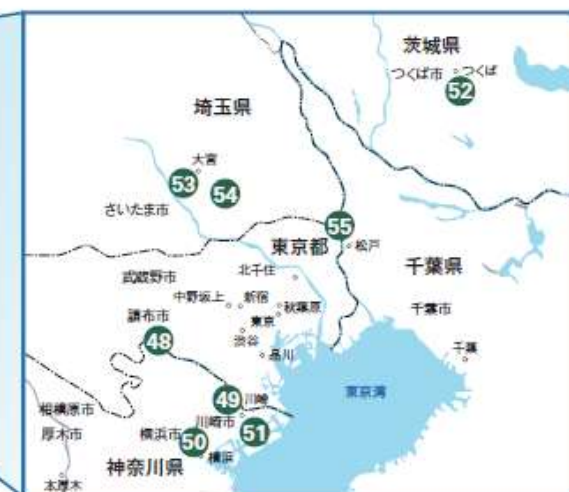 茨城県
つくば市 つくば
52
埼玉県
大宮
53
54
さいたま市
55
東京都
松戸
北千住
千葉県
武蔵野市
中野坂上
新宿
秋葉原
千葉市
東京
調布市
渋谷
48
品川
千葉
東京湾
49
川崎
相模原市
川崎市
51
厚木市
横浜市
50
横浜
神奈川県
本厚木